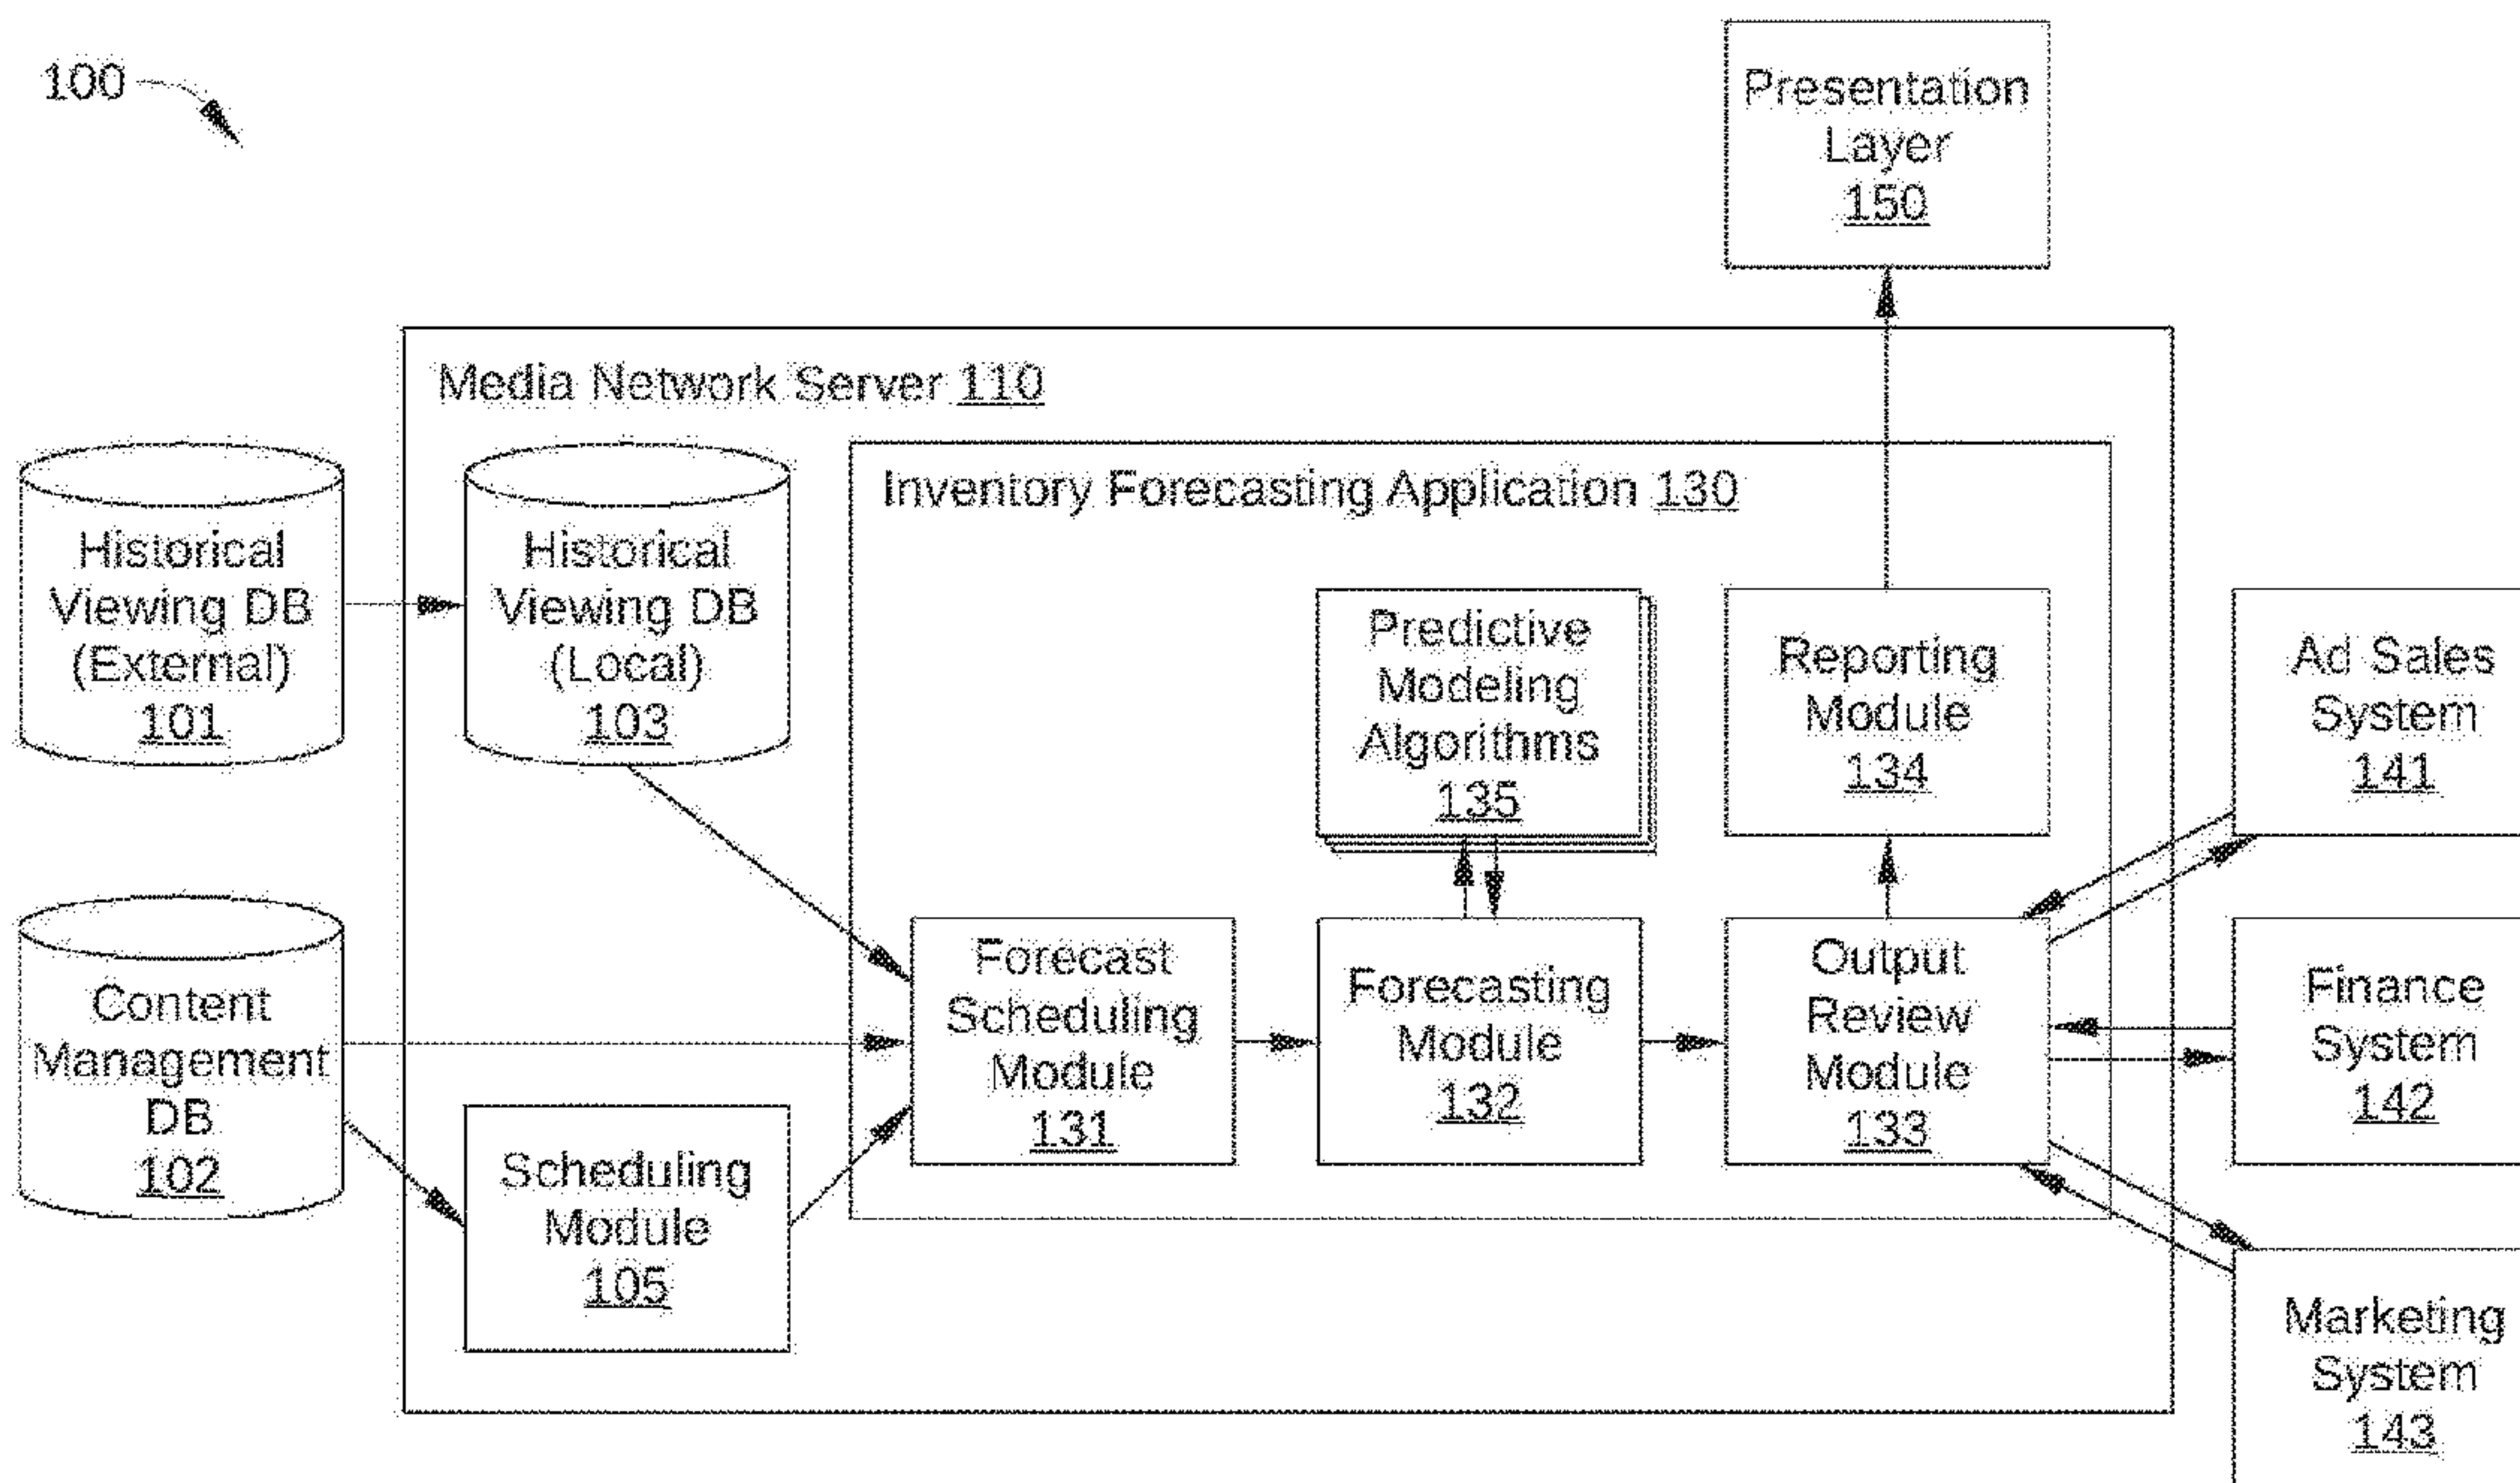 100
Presentation
Layer
150
Media Network Server 110
Historical
Viewing DB
(External)
101
Historical
Viewing DB
(Local)
103
Inventory Forecasting Application 130
Predictive
Modeling
Algorithms
135
Reporting
Module
134
Ad Sales
System
141
Content
Management
DB
102
Scheduling
Module
105
Forecast
Scheduling
Module
131
Forecasting
Module
132
Output
Review
Module
133
Finance
System
142
Marketing
System
143